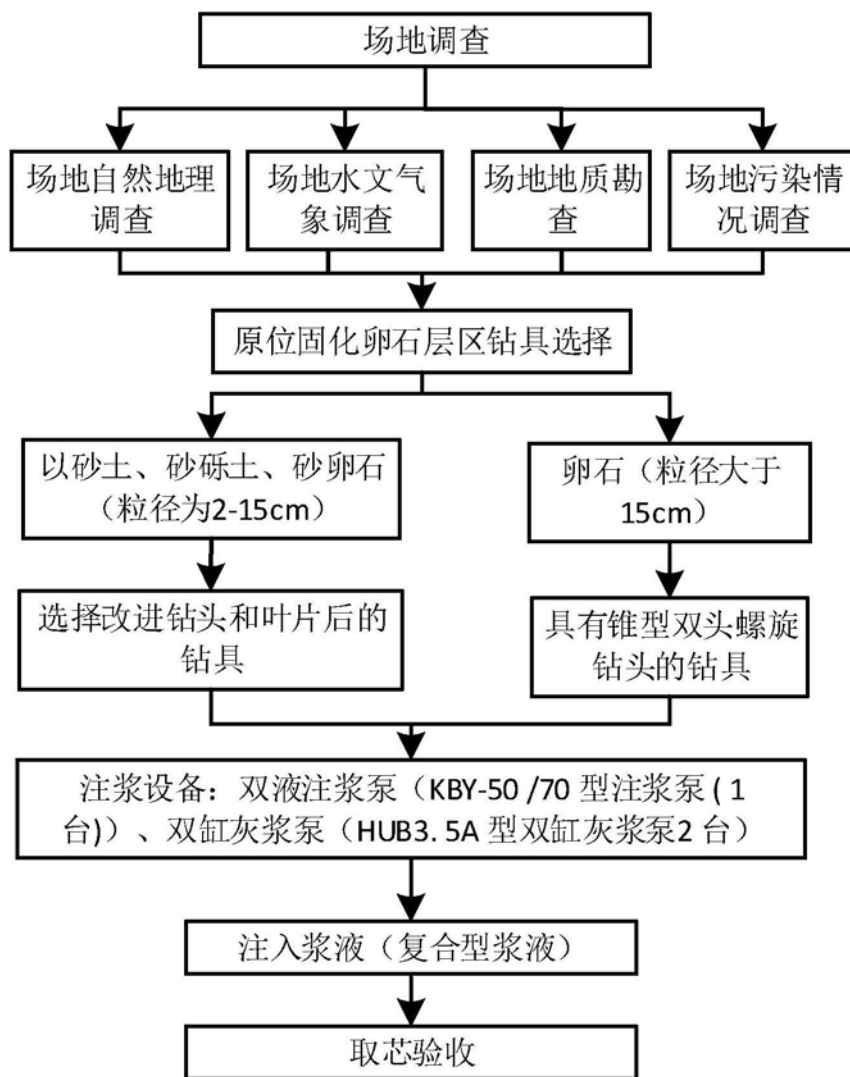 场地调查
场地自然地理
调查
场地水文气
象调查
场地地质勘
查
场地污染情
况调查
原位固化卵石层区钻具选择
以砂土、砂砾土、砂卵石
（粒径为2-15cm）
卵石（粒径大于
15cm）
选择改进钻头和叶片后的
钻具
具有锥型双头螺旋
钻头的钻具
注浆设备：双液注浆泵（KBY-50 /70 型注浆泵 ( 1
台)）、双缸灰浆泵（HUB3. 5A 型双缸灰浆泵2 台）
注入浆液（复合型浆液）
取芯验收